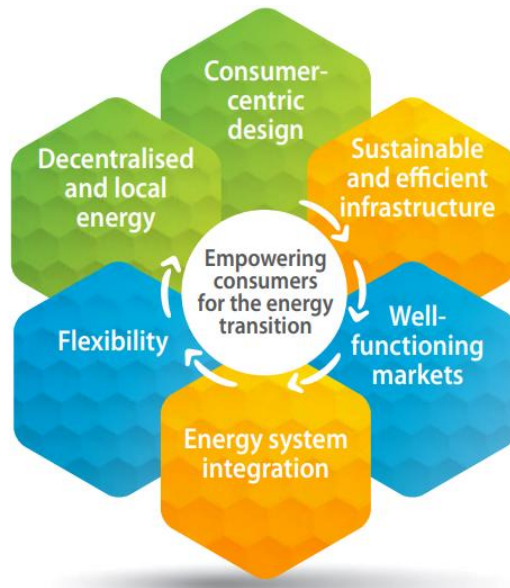 Consumer-
centric
design
Sustainable
and efficient
infrastructure
Well-
functioning
markets
Energy system
integration
Flexibility
Decentralised
and local
energy
Empowering
consumers
for the energy
transition